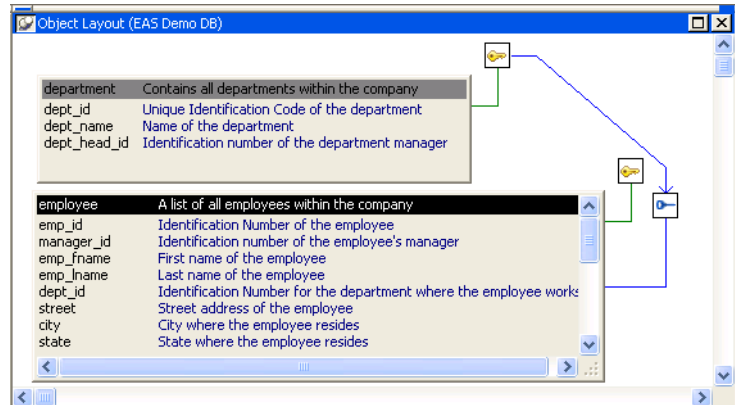 Object Layout (EAS Demo DB)
department Contains all departments within the company
dept_id Unique Identification Code of the department
dept_name Name of the department
dept_head_id Identification number of the department manager
employee A list of all employees within the company
emp_id Identification Number of the employee
manager_id Identification number of the employee's manager
emp_fname First name of the employee
emp_lname Last name of the employee
dept_id Identification Number for the department where the employee works
street Street address of the employee
city City where the employee resides
state State where the employee resides